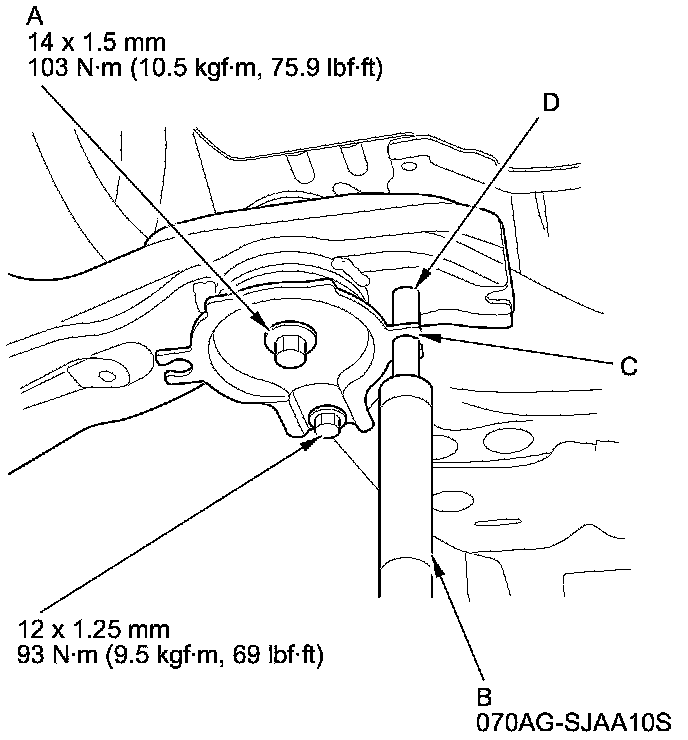 A
14 x 1.5 mm
103 N·m (10.5 kgf·m, 75.9 lbf·ft)
D
C
12 x 1.25 mm
93 N·m (9.5 kgf·m, 69 lbf·ft)
B
070AG-SJAA10S